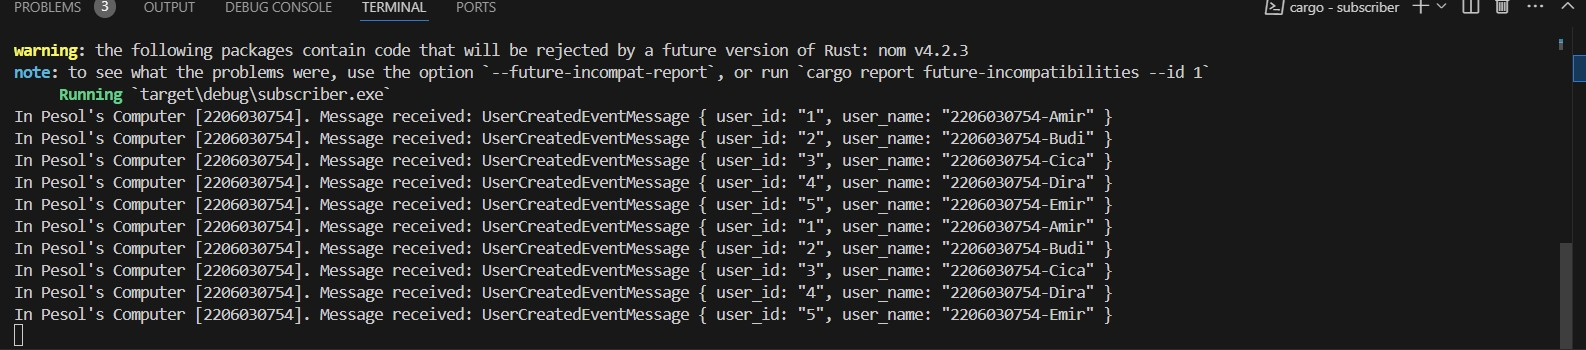 PROBLEMS 3 OUTPUT DEBUG CONSOLE TERMINAL PORTS cargo - subscriber
warning: the following packages contain code that will be rejected by a future version of Rust: nom v4.2.3
note: to see what the problems were, use the option `--future-incompat-report`, or run `cargo report future-incompatibilities --id 1`
Running `target\debug\subscriber.exe`
In Pesol's Computer [2206030754]. Message received: UserCreatedEventMessage { user_id: "1", user_name: "2206030754-Amir" }
In Pesol's Computer [2206030754]. Message received: UserCreatedEventMessage { user_id: "2", user_name: "2206030754-Budi" }
In Pesol's Computer [2206030754]. Message received: UserCreatedEventMessage { user_id: "3", user_name: "2206030754-Cica" }
In Pesol's Computer [2206030754]. Message received: UserCreatedEventMessage { user_id: "4", user_name: "2206030754-Dira" }
In Pesol's Computer [2206030754]. Message received: UserCreatedEventMessage { user_id: "5", user_name: "2206030754-Emir" }
In Pesol's Computer [2206030754]. Message received: UserCreatedEventMessage { user_id: "1", user_name: "2206030754-Amir" }
In Pesol's Computer [2206030754]. Message received: UserCreatedEventMessage { user_id: "2", user_name: "2206030754-Budi" }
In Pesol's Computer [2206030754]. Message received: UserCreatedEventMessage { user_id: "3", user_name: "2206030754-Cica" }
In Pesol's Computer [2206030754]. Message received: UserCreatedEventMessage { user_id: "4", user_name: "2206030754-Dira" }
In Pesol's Computer [2206030754]. Message received: UserCreatedEventMessage { user_id: "5", user_name: "2206030754-Emir" }